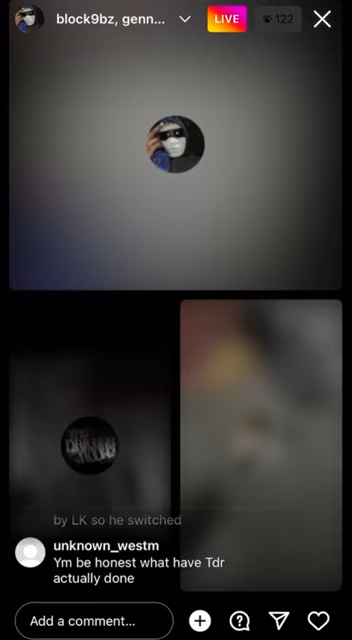 block9bz, genn...
LIVE
122
by LK so he switched
unknown_westm
Ym be honest what have Tdr
actually done
Add a comment...